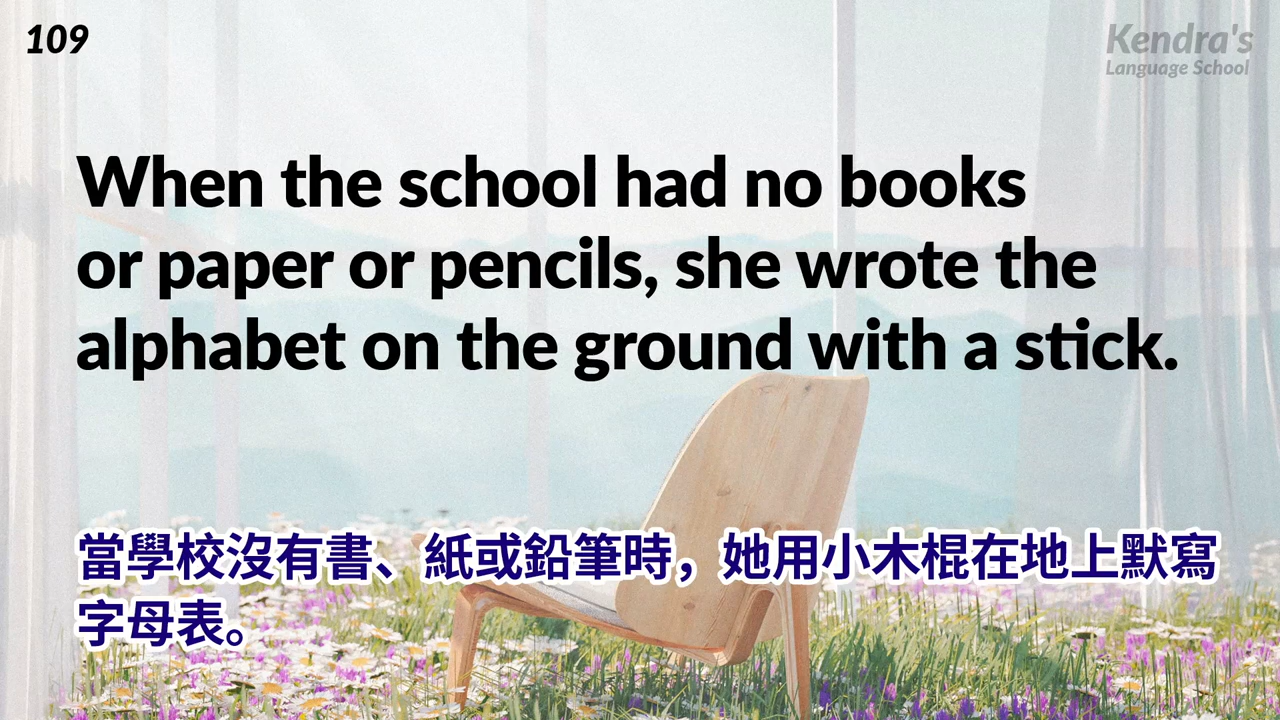 109
Kendra's
Language School
When the school had no books
or paper or pencils, she wrote the
alphabet on the ground with a stick.
當學校沒有書、紙或鉛筆時，她用小木棍在地上默寫
字母表。